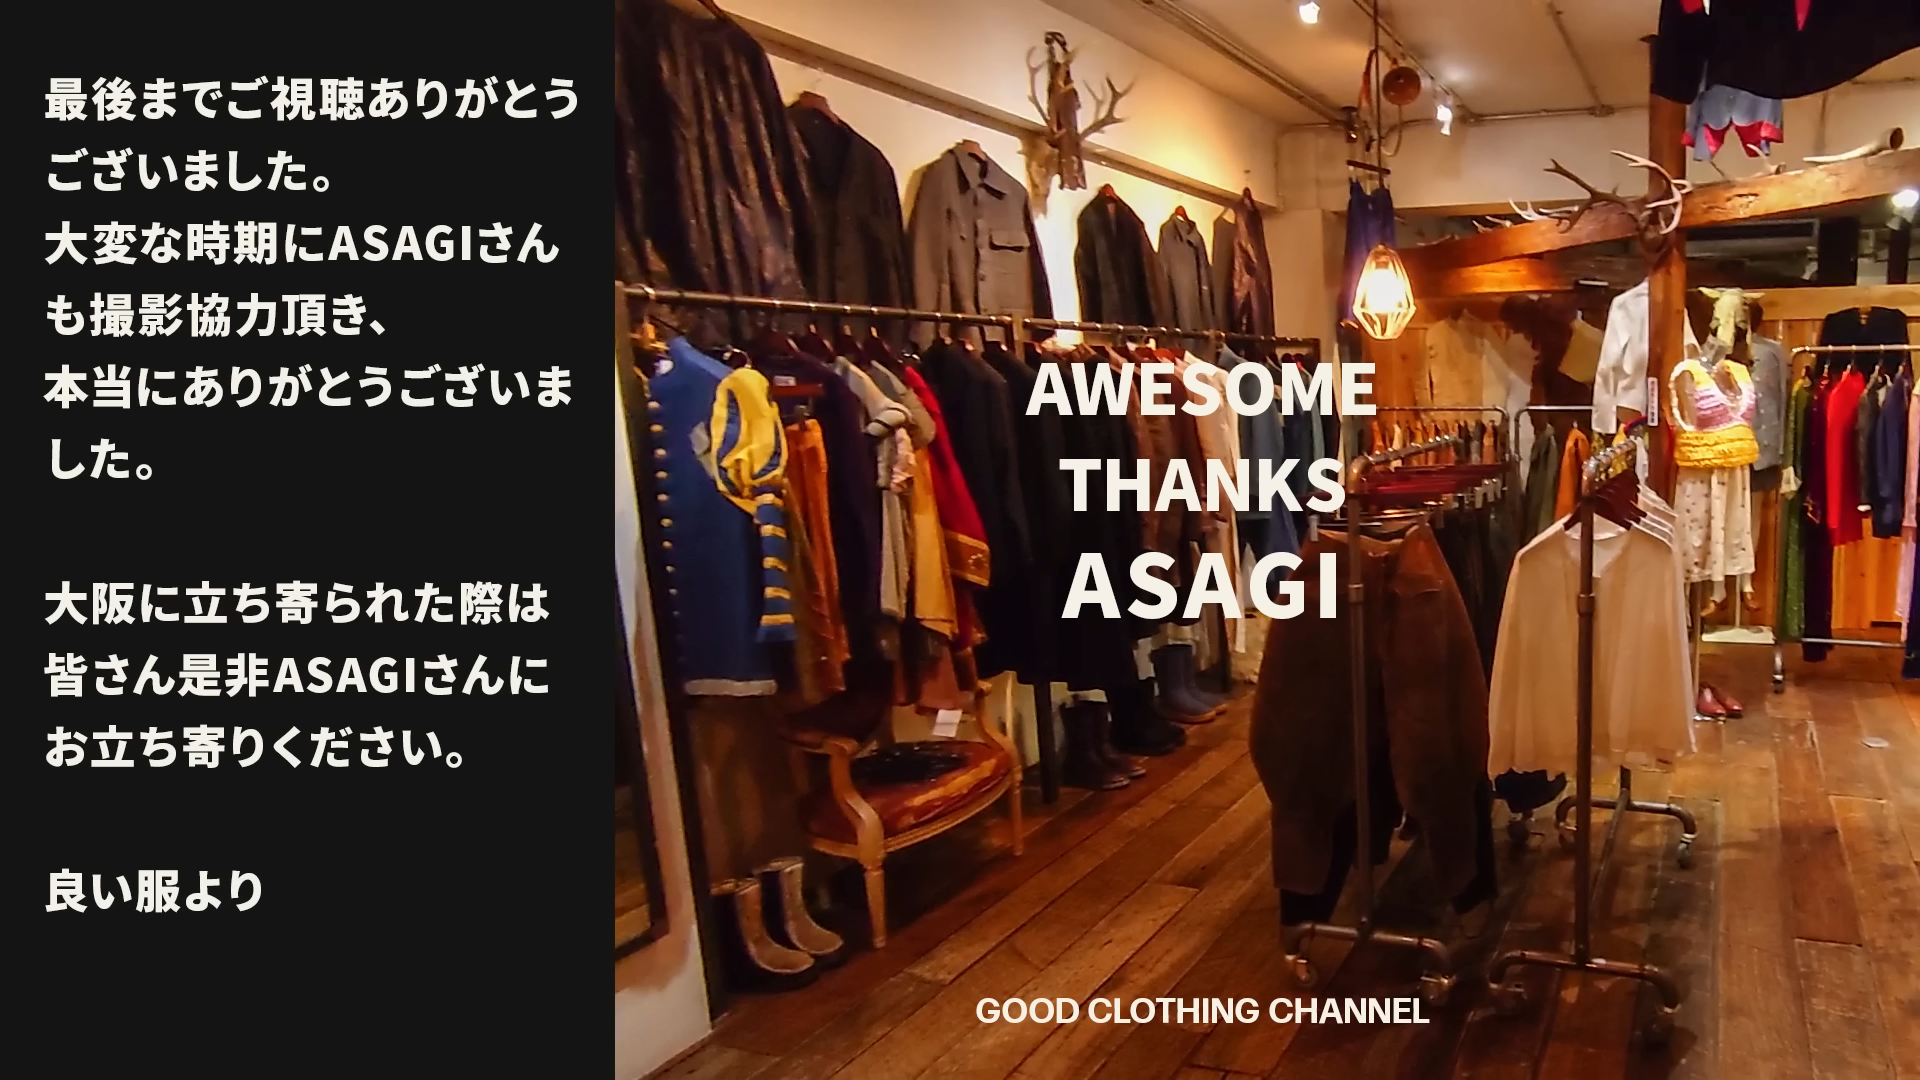 最後までご視聴ありがとう
ございました。
大変な時期にASAGIさん
も撮影協力頂き、
本当にありがとうございま
した。
大阪に立ち寄られた際は
皆さん是非ASAGIさんに
お立ち寄りください。
良い服より
AWESOME
THANKS
ASAGI
GOOD CLOTHING CHANNEL